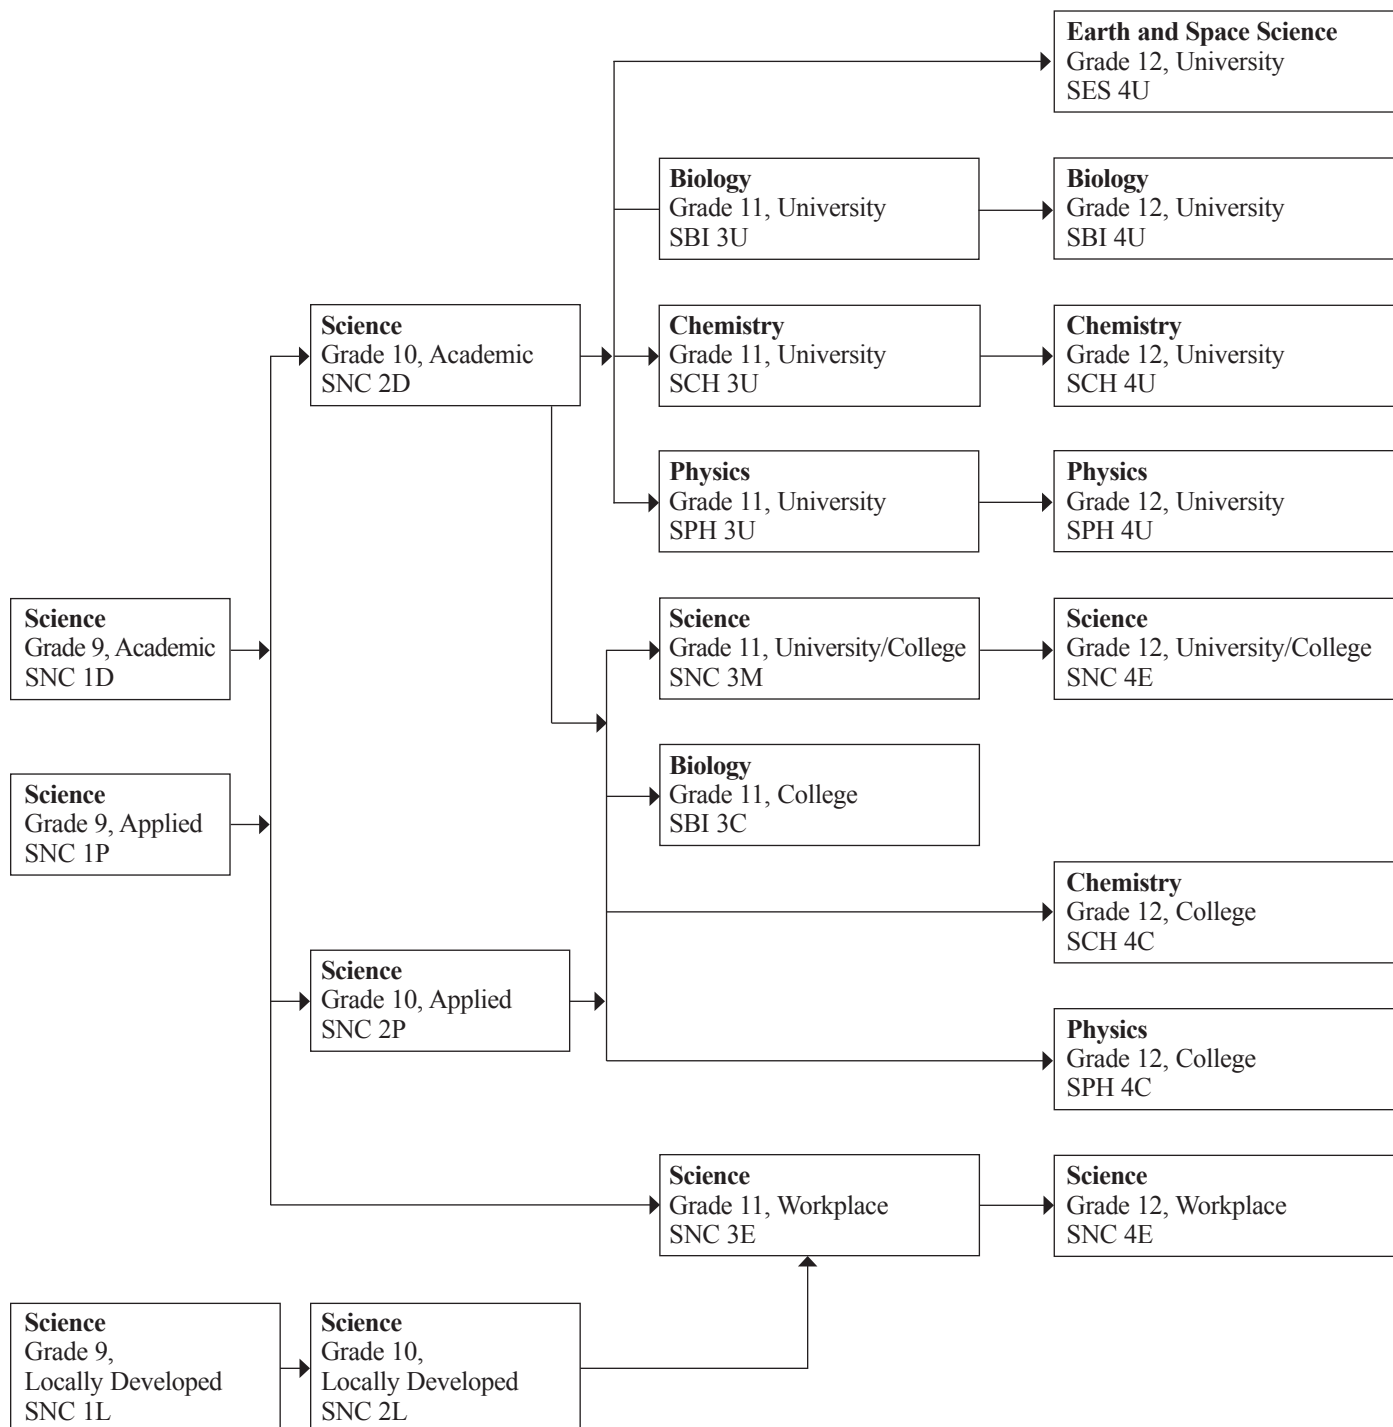 Earth and Space Science
Grade 12, University
SES 4U
Biology
Grade 11, University
SBI 3U
Biology
Grade 12, University
SBI 4U
Science
Grade 10, Academic
SNC 2D
Chemistry
Grade 11, University
SCH 3U
Chemistry
Grade 12, University
SCH 4U
Physics
Grade 11, University
SPH 3U
Physics
Grade 12, University
SPH 4U
Science
Grade 9, Academic
SNC 1D
Science
Grade 11, University/College
SNC 3M
Science
Grade 12, University/College
SNC 4E
Science
Grade 9, Applied
SNC 1P
Biology
Grade 11, College
SBI 3C
Chemistry
Grade 12, College
SCH 4C
Science
Grade 10, Applied
SNC 2P
Physics
Grade 12, College
SPH 4C
Science
Grade 11, Workplace
SNC 3E
Science
Grade 12, Workplace
SNC 4E
Science
Grade 9,
Locally Developed
SNC 1L
Science
Grade 10,
Locally Developed
SNC 2L